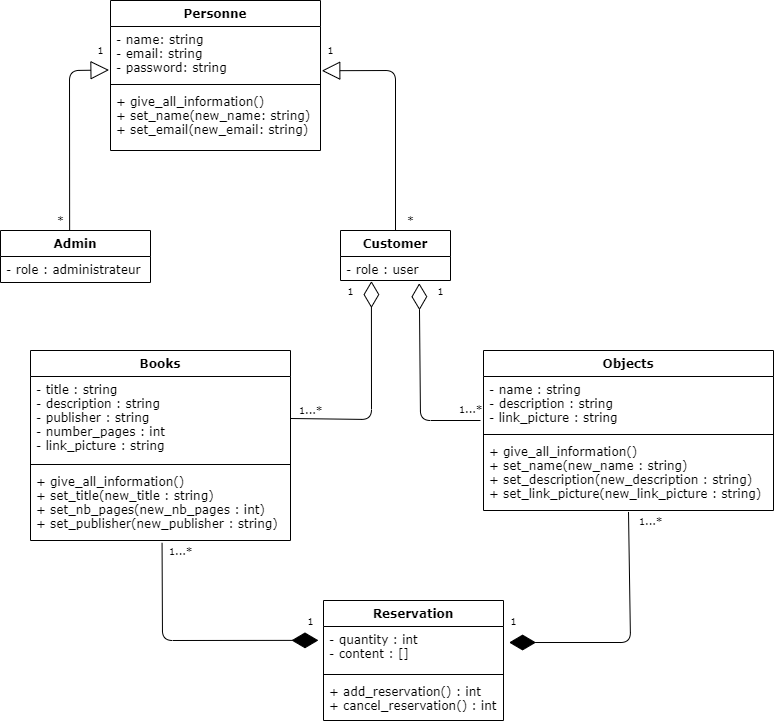 Personne
- name: string
- email: string
- password: string
+ give_all_information()
+ set_name(new_name: string)
+ set_email(new_email: string)
1
1
*
*
Admin
- role : administrateur
Customer
- role : user
1
1
Books
- title : string
- description : string
- publisher : string
- number_pages : int
- link_picture : string
+ give_all_information()
+ set_title(new_title : string)
+ set_nb_pages(new_nb_pages : int)
+ set_publisher(new_publisher : string)
1...*
1...*
Objects
- name : string
- description : string
- link_picture : string
+ give_all_information()
+ set_name(new_name : string)
+ set_description(new_description : string)
+ set_link_picture(new_link_picture : string)
1...*
1...*
1
1
Reservation
- quantity : int
- content : []
+ add_reservation() : int
+ cancel_reservation() : int